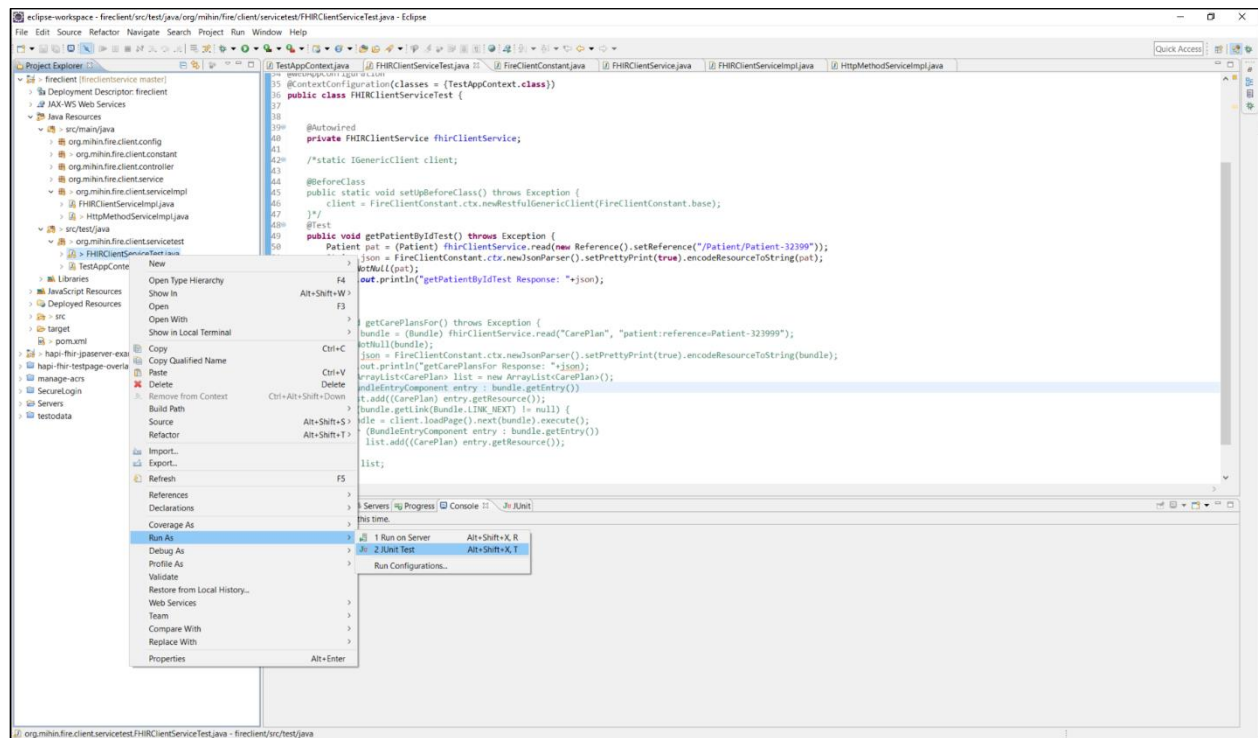 eclipse-workspace - fireclient/src/test/java/org/mihin/fire/client/servicetest/FHIRClientServiceTest.java - Eclipse
File Edit Source Refactor Navigate Search Project Run Window Help
Quick Access
Project Explorer
> fireclient [fireclientservice master]
Deployment Descriptor: fireclient
JAX-WS Web Services
Java Resources
> src/main/java
org.mihin.fire.client.config
> org.mihin.fire.client.constant
org.mihin.fire.client.controller
org.mihin.fire.client.service
> org.mihin.fire.client.serviceImpl
FHIRClientServiceImpl.java
> HttpMethodServiceImpl.java
> src/test/java
> org.mihin.fire.client.servicetest
> FHIRClientServiceTest.java
TestAppConte
Libraries
JavaScript Resources
Deployed Resources
> src
> target
> pom.xml
> hapi-fhir-jpaserver-exa
hapi-fhir-testpage-overla
manage-acrs
SecureLogin
Servers
testodata
TestAppContext.java FHIRClientServiceTest.java FireClientConstant.java FHIRClientService.java FHIRClientServiceImpl.java HttpMethodServiceImpl.java
34 @WebAppConfiguration
35 @ContextConfiguration(classes = {TestAppContext.class})
36 public class FHIRClientServiceTest {
37
38
39 @Autowired
40 private FHIRClientService fhirClientService;
41
42 /*static IGenericClient client;
43
44 @BeforeClass
45 public static void setUpBeforeClass() throws Exception {
46 client = FireClientConstant.ctx.newRestfulGenericClient(FireClientConstant.base);
47 }*/
48 @Test
49 public void getPatientByIdTest() throws Exception {
50 Patient pat = (Patient) fhirClientService.read(new Reference().setReference("/Patient/Patient-32399"));
json = FireClientConstant.ctx.newJsonParser().setPrettyPrint(true).encodeResourceToString(pat);
NotNull(pat);
out.println("getPatientByIdTest Response: "+json);
getCarePlansFor() throws Exception {
bundle = (Bundle) fhirClientService.read("CarePlan", "patient:reference=Patient-323999");
NotNull(bundle);
json = FireClientConstant.ctx.newJsonParser().setPrettyPrint(true).encodeResourceToString(bundle);
out.println("getCarePlansFor Response: "+json);
ArrayList<CarePlan> list = new ArrayList<CarePlan>();
ndleEntryComponent entry : bundle.getEntry())
t.add((CarePlan) entry.getResource());
(bundle.getLink(Bundle.LINK_NEXT) != null) {
dle = client.loadPage().next(bundle).execute();
(BundleEntryComponent entry : bundle.getEntry())
list.add((CarePlan) entry.getResource());
list;
New
Open Type Hierarchy F4
Show In Alt+Shift+W
Open F3
Open With
Show in Local Terminal
Copy Ctrl+C
Copy Qualified Name
Paste Ctrl+V
Delete Delete
Remove from Context Ctrl+Alt+Shift+Down
Build Path
Source Alt+Shift+S
Refactor Alt+Shift+T
Import...
Export...
Refresh F5
References
Declarations
Coverage As
Run As
Debug As
Profile As
Validate
Restore from Local History...
Web Services
Team
Compare With
Replace With
Properties Alt+Enter
1 Run on Server Alt+Shift+X, R
2 JUnit Test Alt+Shift+X, T
Run Configurations...
Servers Progress Console JUnit
this time.
org.mihin.fire.client.servicetest.FHIRClientServiceTest.java - fireclient/src/test/java